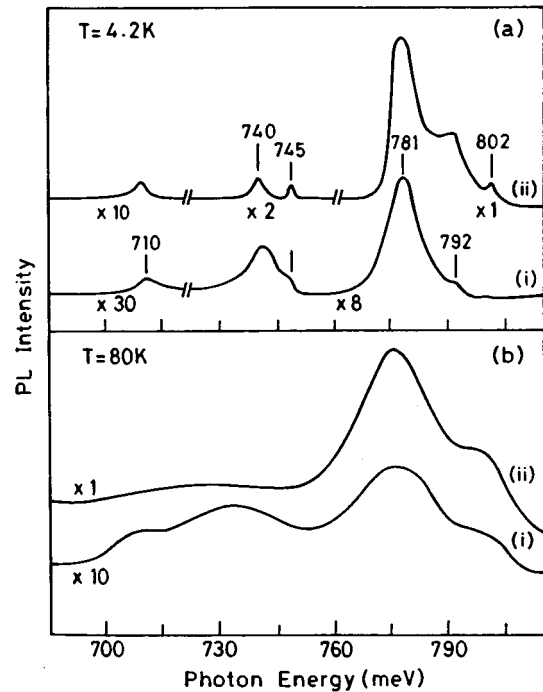 T=4.2K
(a)
740
745
781
802
(ii)
x 10
x 2
x 1
710
792
(i)
x 30
x 8
T=80K
(b)
x 1
(ii)
x 10
(i)
PL Intensity
700
730
760
790
Photon Energy (meV)